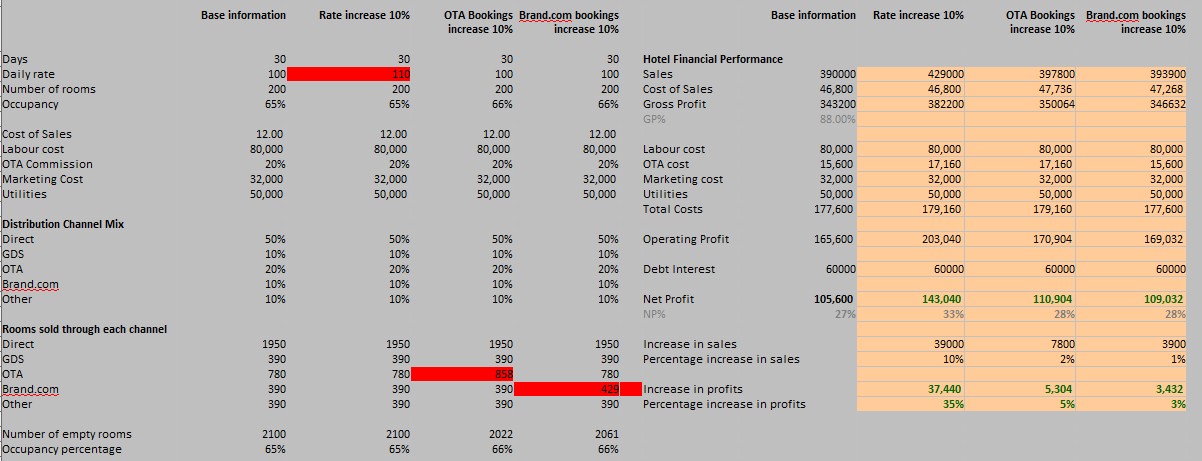 Base information Rate increase 10% OTA Bookings Brand.com bookings Base information Rate increase 10% OTA Bookings Brand.com bookings
increase 10% increase 10% increase 10% increase 10%
Days 30 30 30 30 Hotel Financial Performance
Daily rate 100 110 100 100 Sales 390000 429000 397800 393900
Number of rooms 200 200 200 200 Cost of Sales 46,800 46,800 47,736 47,268
Occupancy 65% 65% 66% 66% Gross Profit 343200 382200 350064 346632
GP% 88.00%
Cost of Sales 12.00 12.00 12.00 12.00
Labour cost 80,000 80,000 80,000 80,000 Labour cost 80,000 80,000 80,000 80,000
OTA Commission 20% 20% 20% 20% OTA cost 15,600 17,160 17,160 15,600
Marketing Cost 32,000 32,000 32,000 32,000 Marketing cost 32,000 32,000 32,000 32,000
Utilities 50,000 50,000 50,000 50,000 Utilities 50,000 50,000 50,000 50,000
Total Costs 177,600 179,160 179,160 177,600
Distribution Channel Mix
Direct 50% 50% 50% 50% Operating Profit 165,600 203,040 170,904 169,032
GDS 10% 10% 10% 10%
OTA 20% 20% 20% 20% Debt Interest 60000 60000 60000 60000
Brand.com 10% 10% 10% 10%
Other 10% 10% 10% 10% Net Profit 105,600 143,040 110,904 109,032
NP% 27% 33% 28% 28%
Rooms sold through each channel
Direct 1950 1950 1950 1950 Increase in sales 39000 7800 3900
GDS 390 390 390 390 Percentage increase in sales 10% 2% 1%
OTA 780 780 858 780
Brand.com 390 390 390 429 Increase in profits 37,440 5,304 3,432
Other 390 390 390 390 Percentage increase in profits 35% 5% 3%
Number of empty rooms 2100 2100 2022 2061
Occupancy percentage 65% 65% 66% 66%